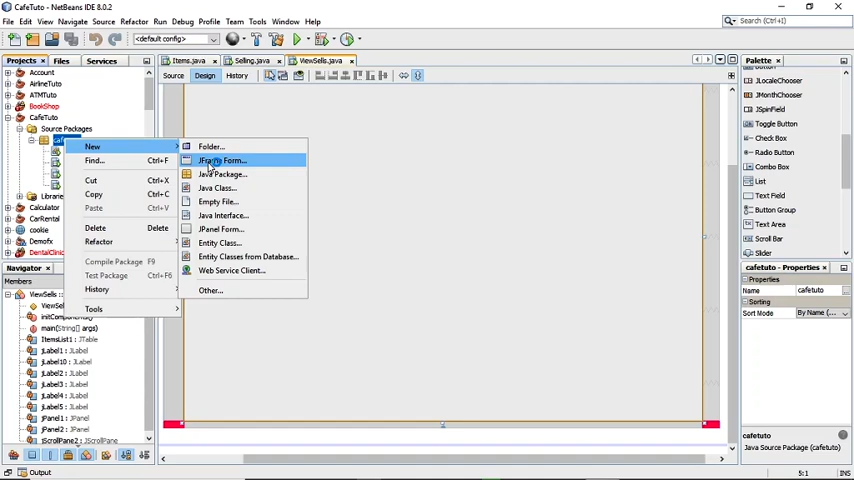 CafeTuto - NetBeans IDE 8.0.2
File Edit View Navigate Source Refactor Run Debug Profile Team Tools Window Help
Search (Ctrl+I)
<default config>
Projects Files Services
Items.java Selling.java ViewSells.java
Palette
Source Design History
Account
AirlineTuto
ATMTuto
BookShop
CafeTuto
Source Packages
Libraries
Calculator
CarRental
cookie
Demofx
DentalClinic
New
Find... Ctrl+F
Cut Ctrl+X
Copy Ctrl+C
Paste Ctrl+V
Delete Delete
Refactor
Compile Package F9
Test Package Ctrl+F6
History
Tools
Folder...
JFrame Form...
Java Package...
Java Class...
Empty File...
Java Interface...
JPanel Form...
Entity Class...
Entity Classes from Database...
Web Service Client...
Other...
JLocaleChooser
JMonthChooser
JSpinField
Toggle Button
Check Box
Radio Button
Combo Box
List
Text Field
Button Group
Text Area
Scroll Bar
Slider
Navigator
Members
ViewSells ::
initComponents()
main(String[] args)
ItemsList1 : JTable
jLabel1 : JLabel
jLabel10 : JLabel
jLabel2 : JLabel
jLabel3 : JLabel
jLabel4 : JLabel
jLabel5 : JLabel
jPanel1 : JPanel
jScrollPane2 : JScrollPane
cafetuto - Properties
Properties
Name cafetuto
Sorting
Sort Mode By Name (
cafetuto
Java Source Package (cafetuto)
Output
5:1 INS